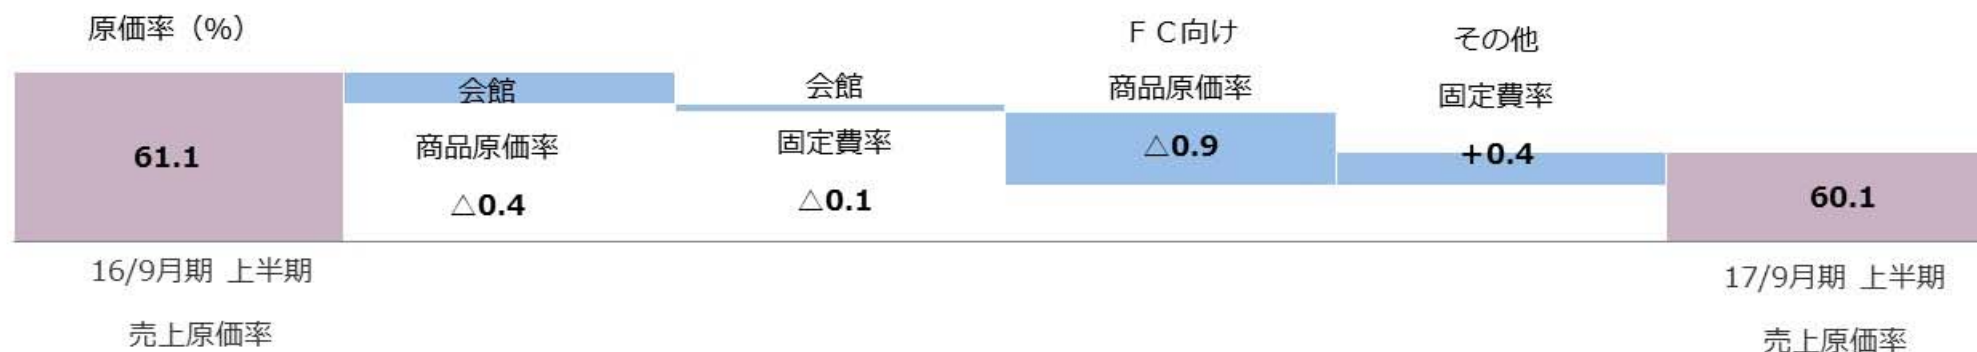 原価率（%）
61.1
16/9月期 上半期
売上原価率
会館
商品原価率
△0.4
会館
固定費率
△0.1
ＦＣ向け
商品原価率
△0.9
その他
固定費率
+0.4
60.1
17/9月期 上半期
売上原価率